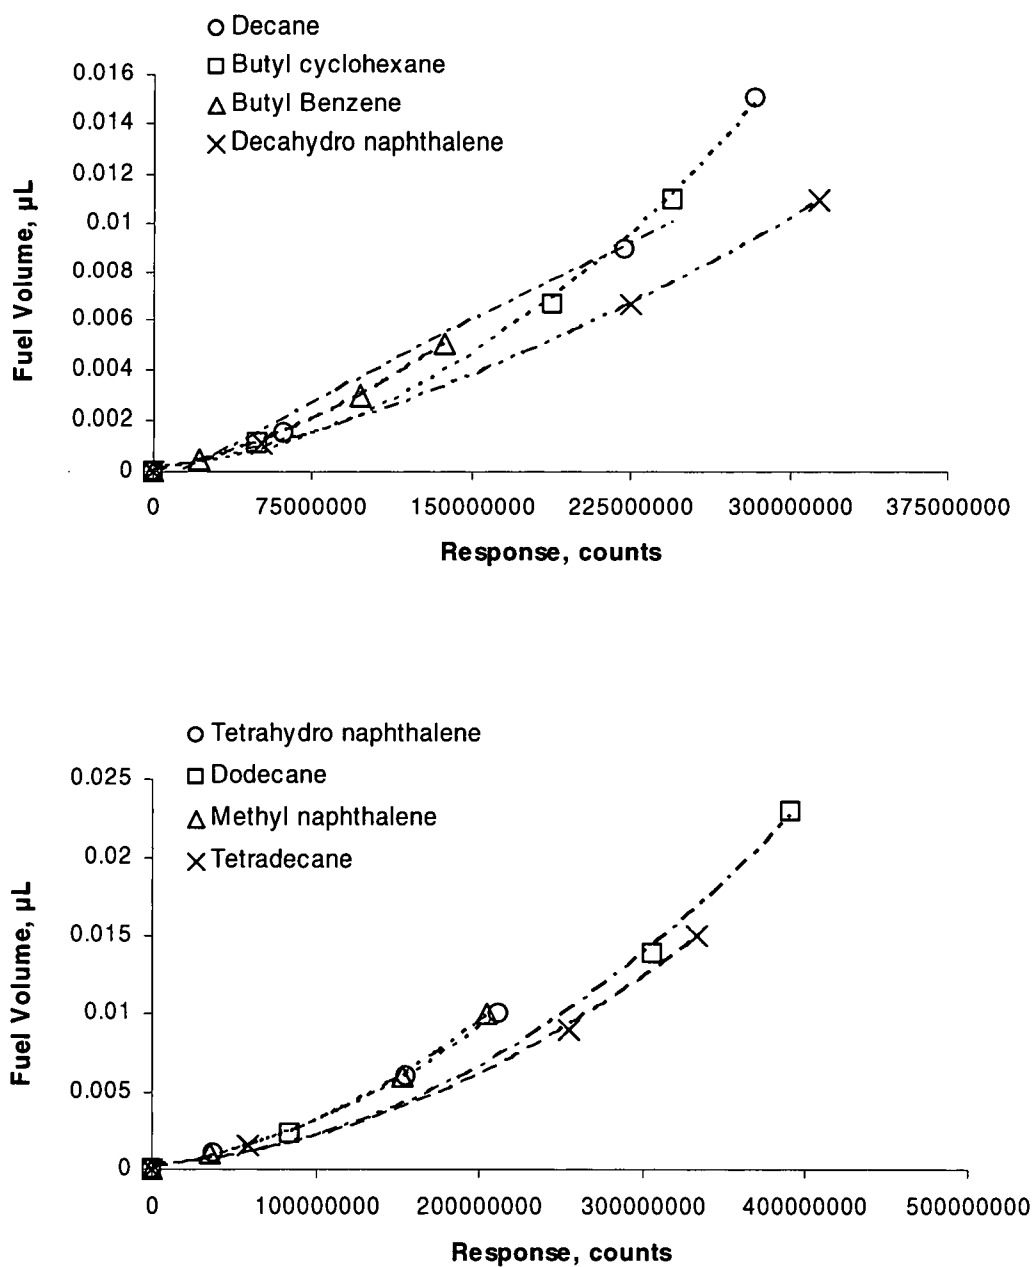 Decane
Butyl cyclohexane
Butyl Benzene
Decahydro naphthalene
0.016
0.014
0.012
0.01
0.008
0.006
0.004
0.002
0
Fuel Volume, µL
0 75000000 150000000 225000000 300000000 375000000
Response, counts
Tetrahydro naphthalene
Dodecane
Methyl naphthalene
Tetradecane
0.025
0.02
0.015
0.01
0.005
0
Fuel Volume, µL
0 100000000 200000000 300000000 400000000 500000000
Response, counts